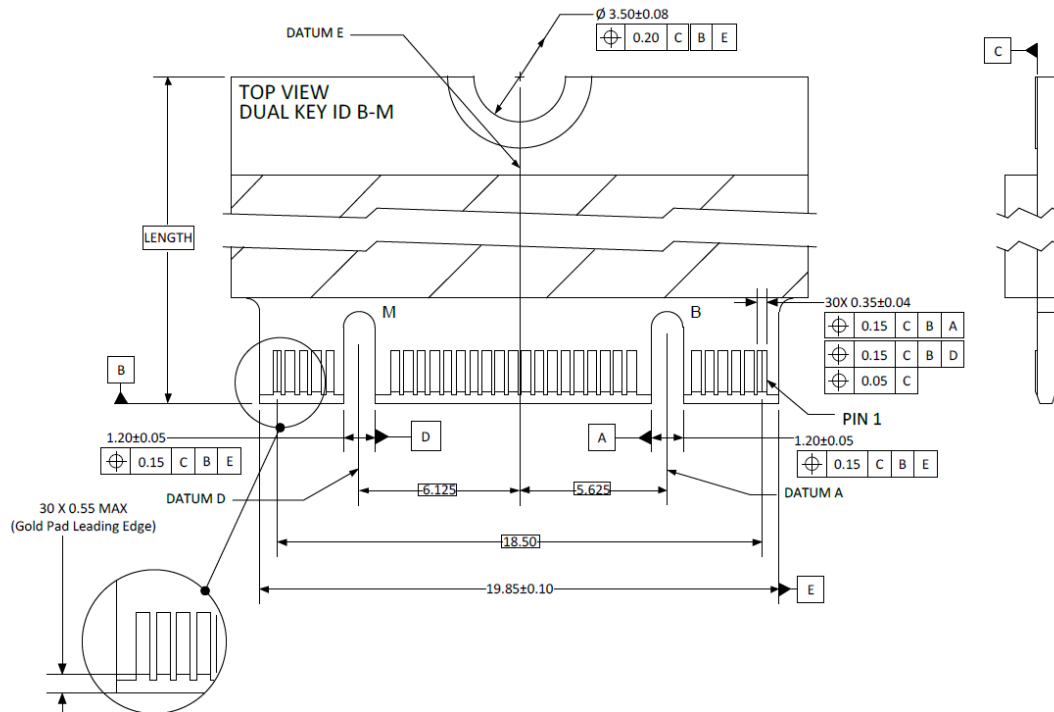 DATUM E
Ø 3.50±0.08
⌖ 0.20 C B E
C
TOP VIEW
DUAL KEY ID B-M
LENGTH
M
B
30X 0.35±0.04
⌖ 0.15 C B A
⌖ 0.15 C B D
⌖ 0.05 C
B
PIN 1
1.20±0.05
D
A
1.20±0.05
⌖ 0.15 C B E
⌖ 0.15 C B E
DATUM D
6.125
5.625
DATUM A
30 X 0.55 MAX
(Gold Pad Leading Edge)
18.50
19.85±0.10
E